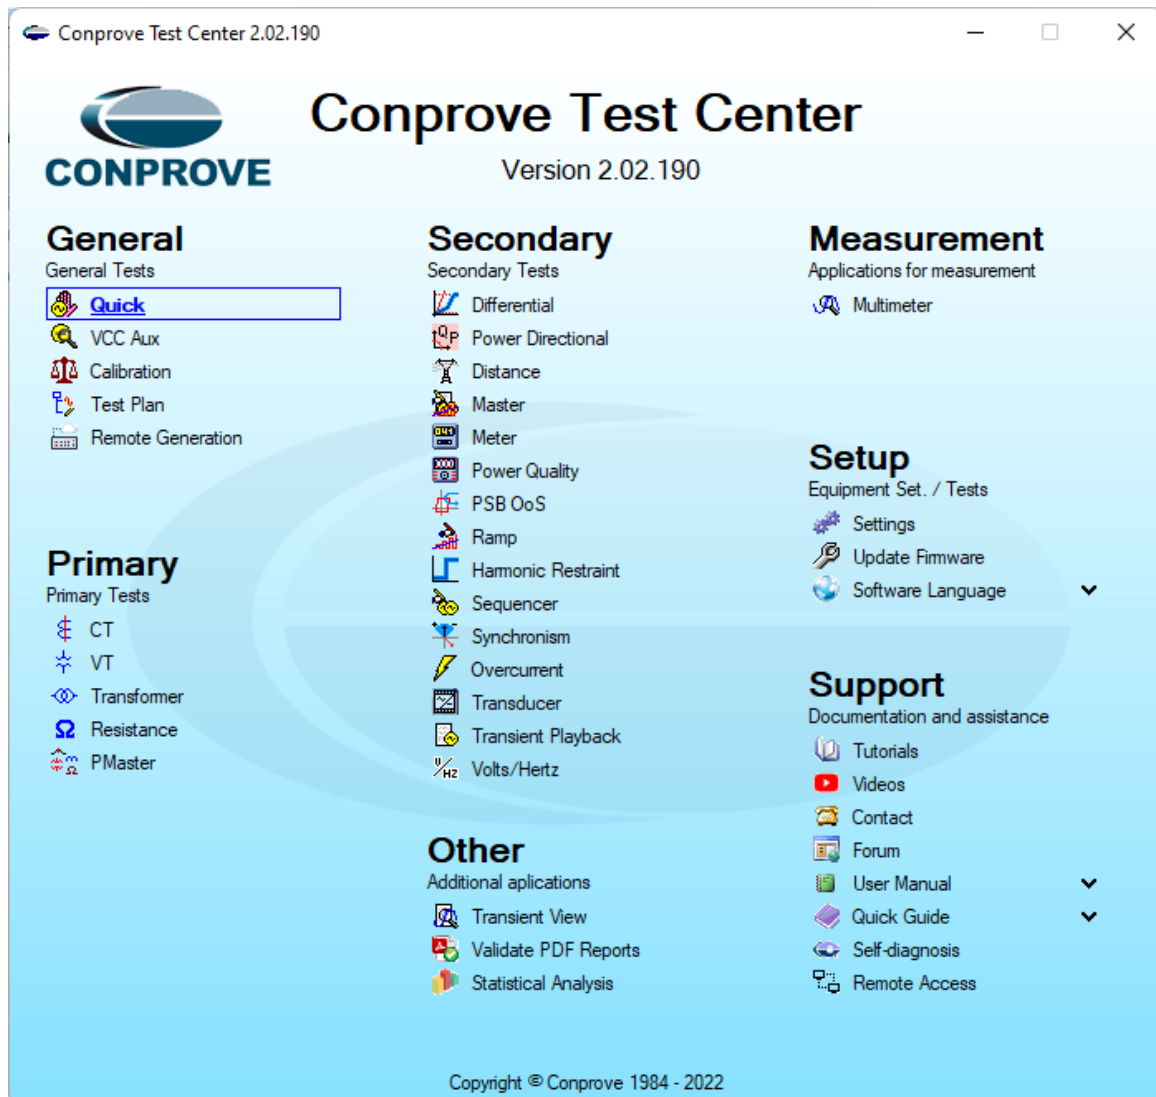 Conprove Test Center 2.02.190
CONPROVE
Conprove Test Center
Version 2.02.190
General
General Tests
Quick
VCC Aux
Calibration
Test Plan
Remote Generation
Primary
Primary Tests
CT
VT
Transformer
Resistance
PMaster
Secondary
Secondary Tests
Differential
Power Directional
Distance
Master
Meter
Power Quality
PSB OoS
Ramp
Harmonic Restraint
Sequencer
Synchronism
Overcurrent
Transducer
Transient Playback
Volts/Hertz
Other
Additional aplications
Transient View
Validate PDF Reports
Statistical Analysis
Measurement
Applications for measurement
Multimeter
Setup
Equipment Set. / Tests
Settings
Update Firmware
Software Language
Support
Documentation and assistance
Tutorials
Videos
Contact
Forum
User Manual
Quick Guide
Self-diagnosis
Remote Access
Copyright © Conprove 1984 - 2022